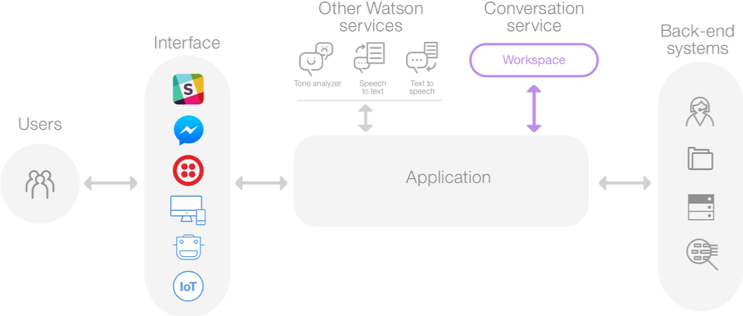 Users
Interface
S
IoT
Other Watson
services
Tone analyzer
Speech
to text
Text to
speech
Conversation
service
Workspace
Application
Back-end
systems